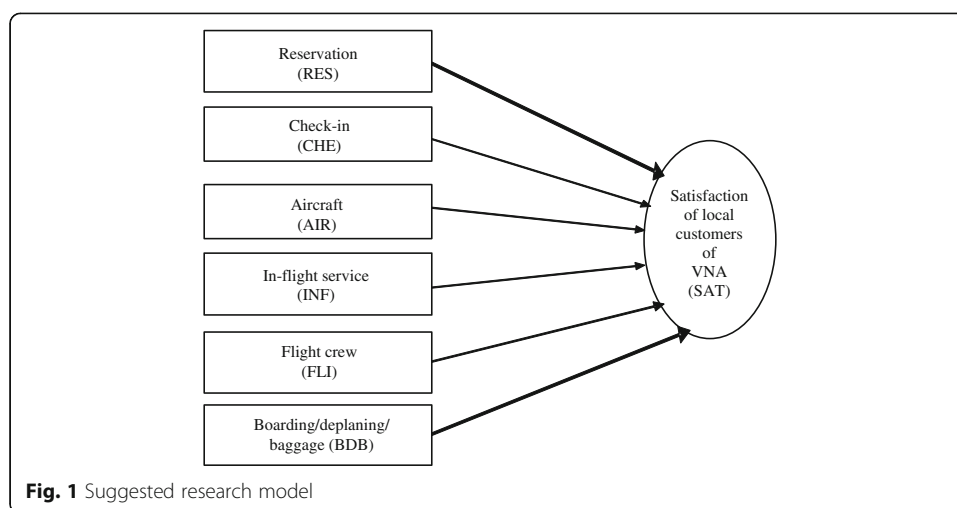 Reservation
(RES)
Check-in
(CHE)
Aircraft
(AIR)
In-flight service
(INF)
Flight crew
(FLI)
Boarding/deplaning/
baggage (BDB)
Satisfaction
of local
customers
of
VNA
(SAT)
Fig. 1 Suggested research model